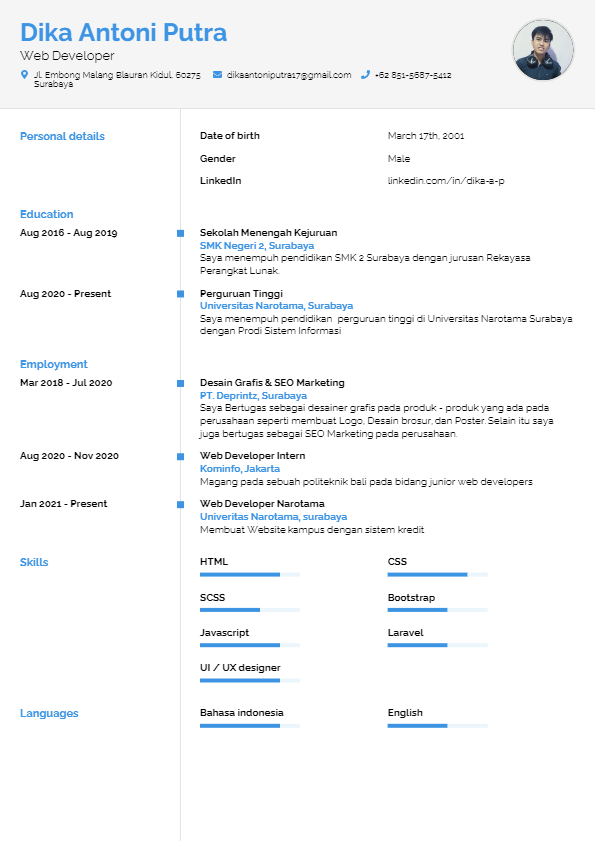 Dika Antoni Putra
Web Developer
Jl. Embong Malang Blauran Kidul, 60275 Surabaya
dikaantoniputra17@gmail.com
+62 851-5687-5412
Personal details
Date of birth March 17th, 2001
Gender Male
LinkedIn linkedin.com/in/dika-a-p
Education
Aug 2016 - Aug 2019
Sekolah Menengah Kejuruan
SMK Negeri 2, Surabaya
Saya menempuh pendidikan SMK 2 Surabaya dengan jurusan Rekayasa
Perangkat Lunak.
Aug 2020 - Present
Perguruan Tinggi
Universitas Narotama, Surabaya
Saya menempuh pendidikan perguruan tinggi di Universitas Narotama Surabaya
dengan Prodi Sistem Informasi
Employment
Mar 2018 - Jul 2020
Desain Grafis & SEO Marketing
PT. Deprintz, Surabaya
Saya Bertugas sebagai desainer grafis pada produk - produk yang ada pada
perusahaan seperti membuat Logo, Desain brosur, dan Poster. Selain itu saya
juga bertugas sebagai SEO Marketing pada perusahaan.
Aug 2020 - Nov 2020
Web Developer Intern
Kominfo, Jakarta
Magang pada sebuah politeknik bali pada bidang junior web developers
Jan 2021 - Present
Web Developer Narotama
Univeritas Narotama, surabaya
Membuat Website kampus dengan sistem kredit
Skills
HTML CSS
SCSS Bootstrap
Javascript Laravel
UI / UX designer
Languages
Bahasa indonesia English